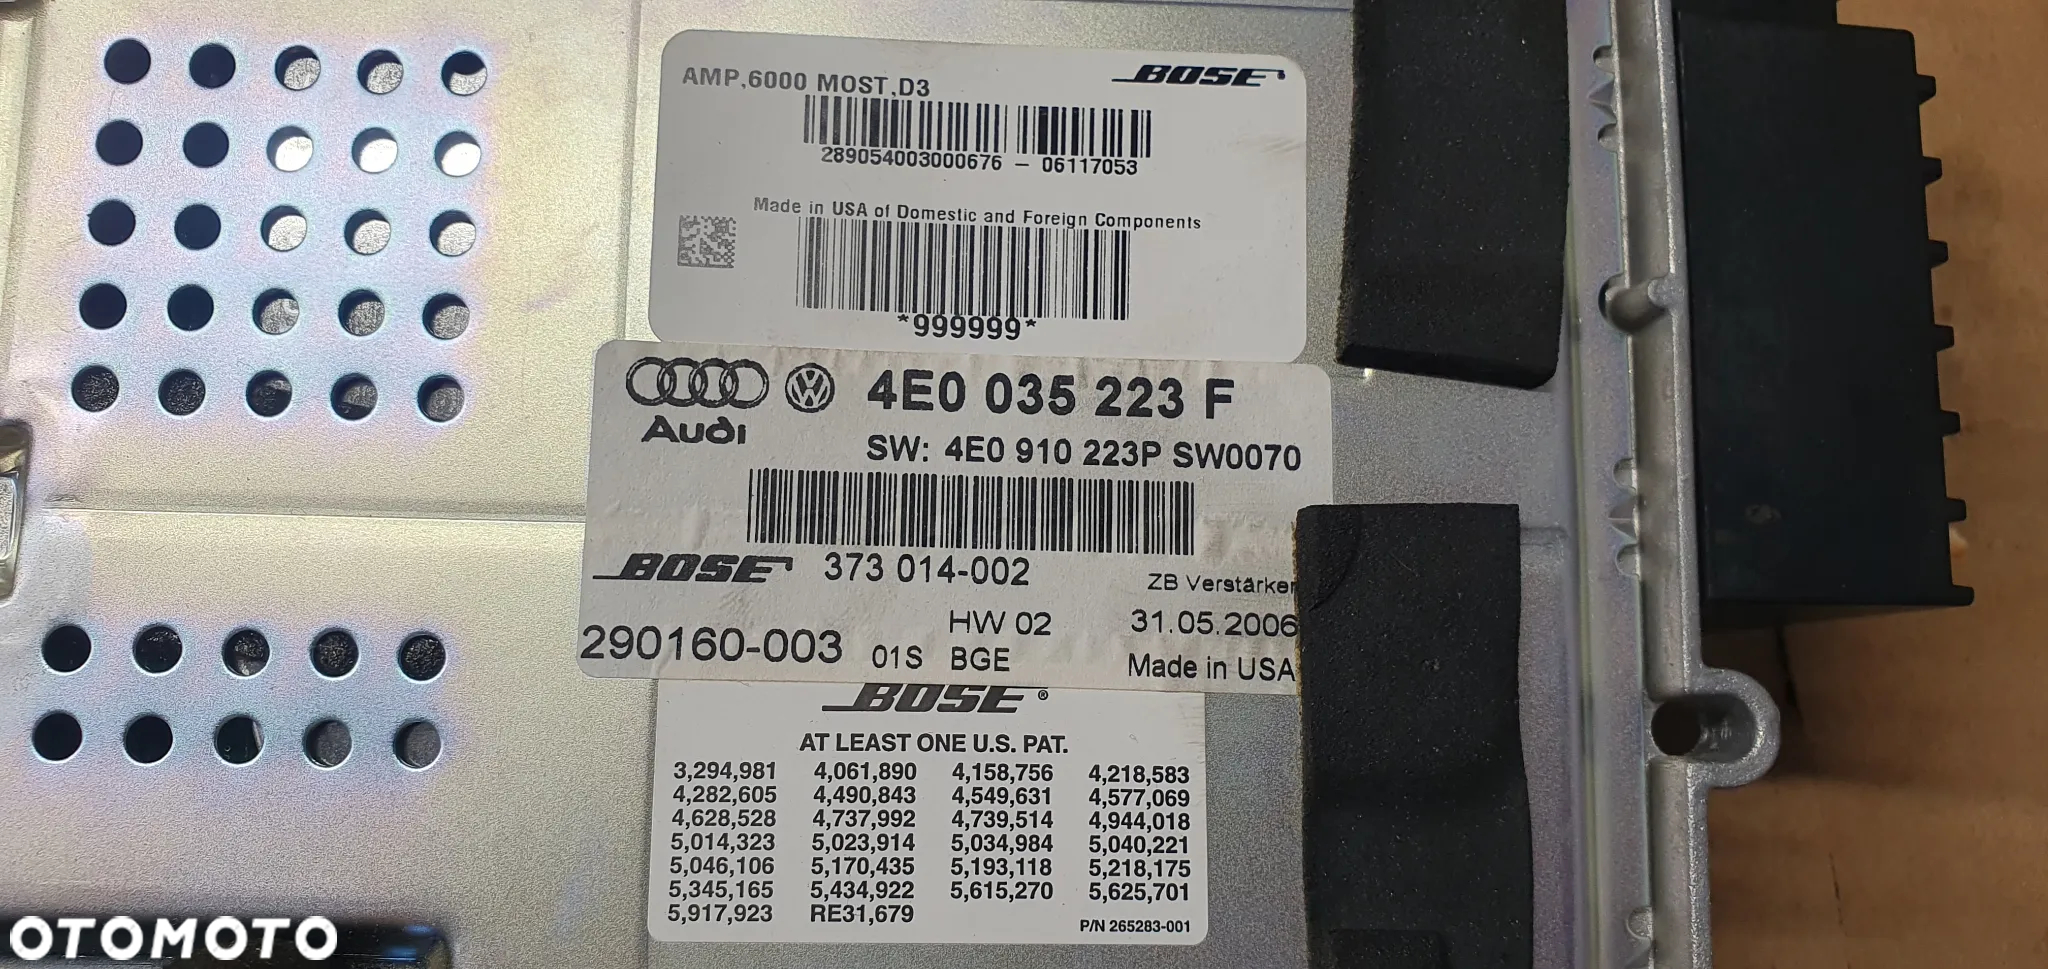 AMP,6000 MOST,D3
BOSE
289054003000676 – 06117053
Made in USA of Domestic and Foreign Components
*999999*
4E0 035 223 F
Audi
SW: 4E0 910 223P SW0070
BOSE 373 014-002
ZB Verstärker
HW 02 31.05.2006
290160-003 01S BGE Made in USA
BOSE®
AT LEAST ONE U.S. PAT.
3,294,981 4,061,890 4,158,756 4,218,583
4,282,605 4,490,843 4,549,631 4,577,069
4,628,528 4,737,992 4,739,514 4,944,018
5,014,323 5,023,914 5,034,984 5,040,221
5,046,106 5,170,435 5,193,118 5,218,175
5,345,165 5,434,922 5,615,270 5,625,701
5,917,923 RE31,679
P/N 265283-001
OTOMOTO